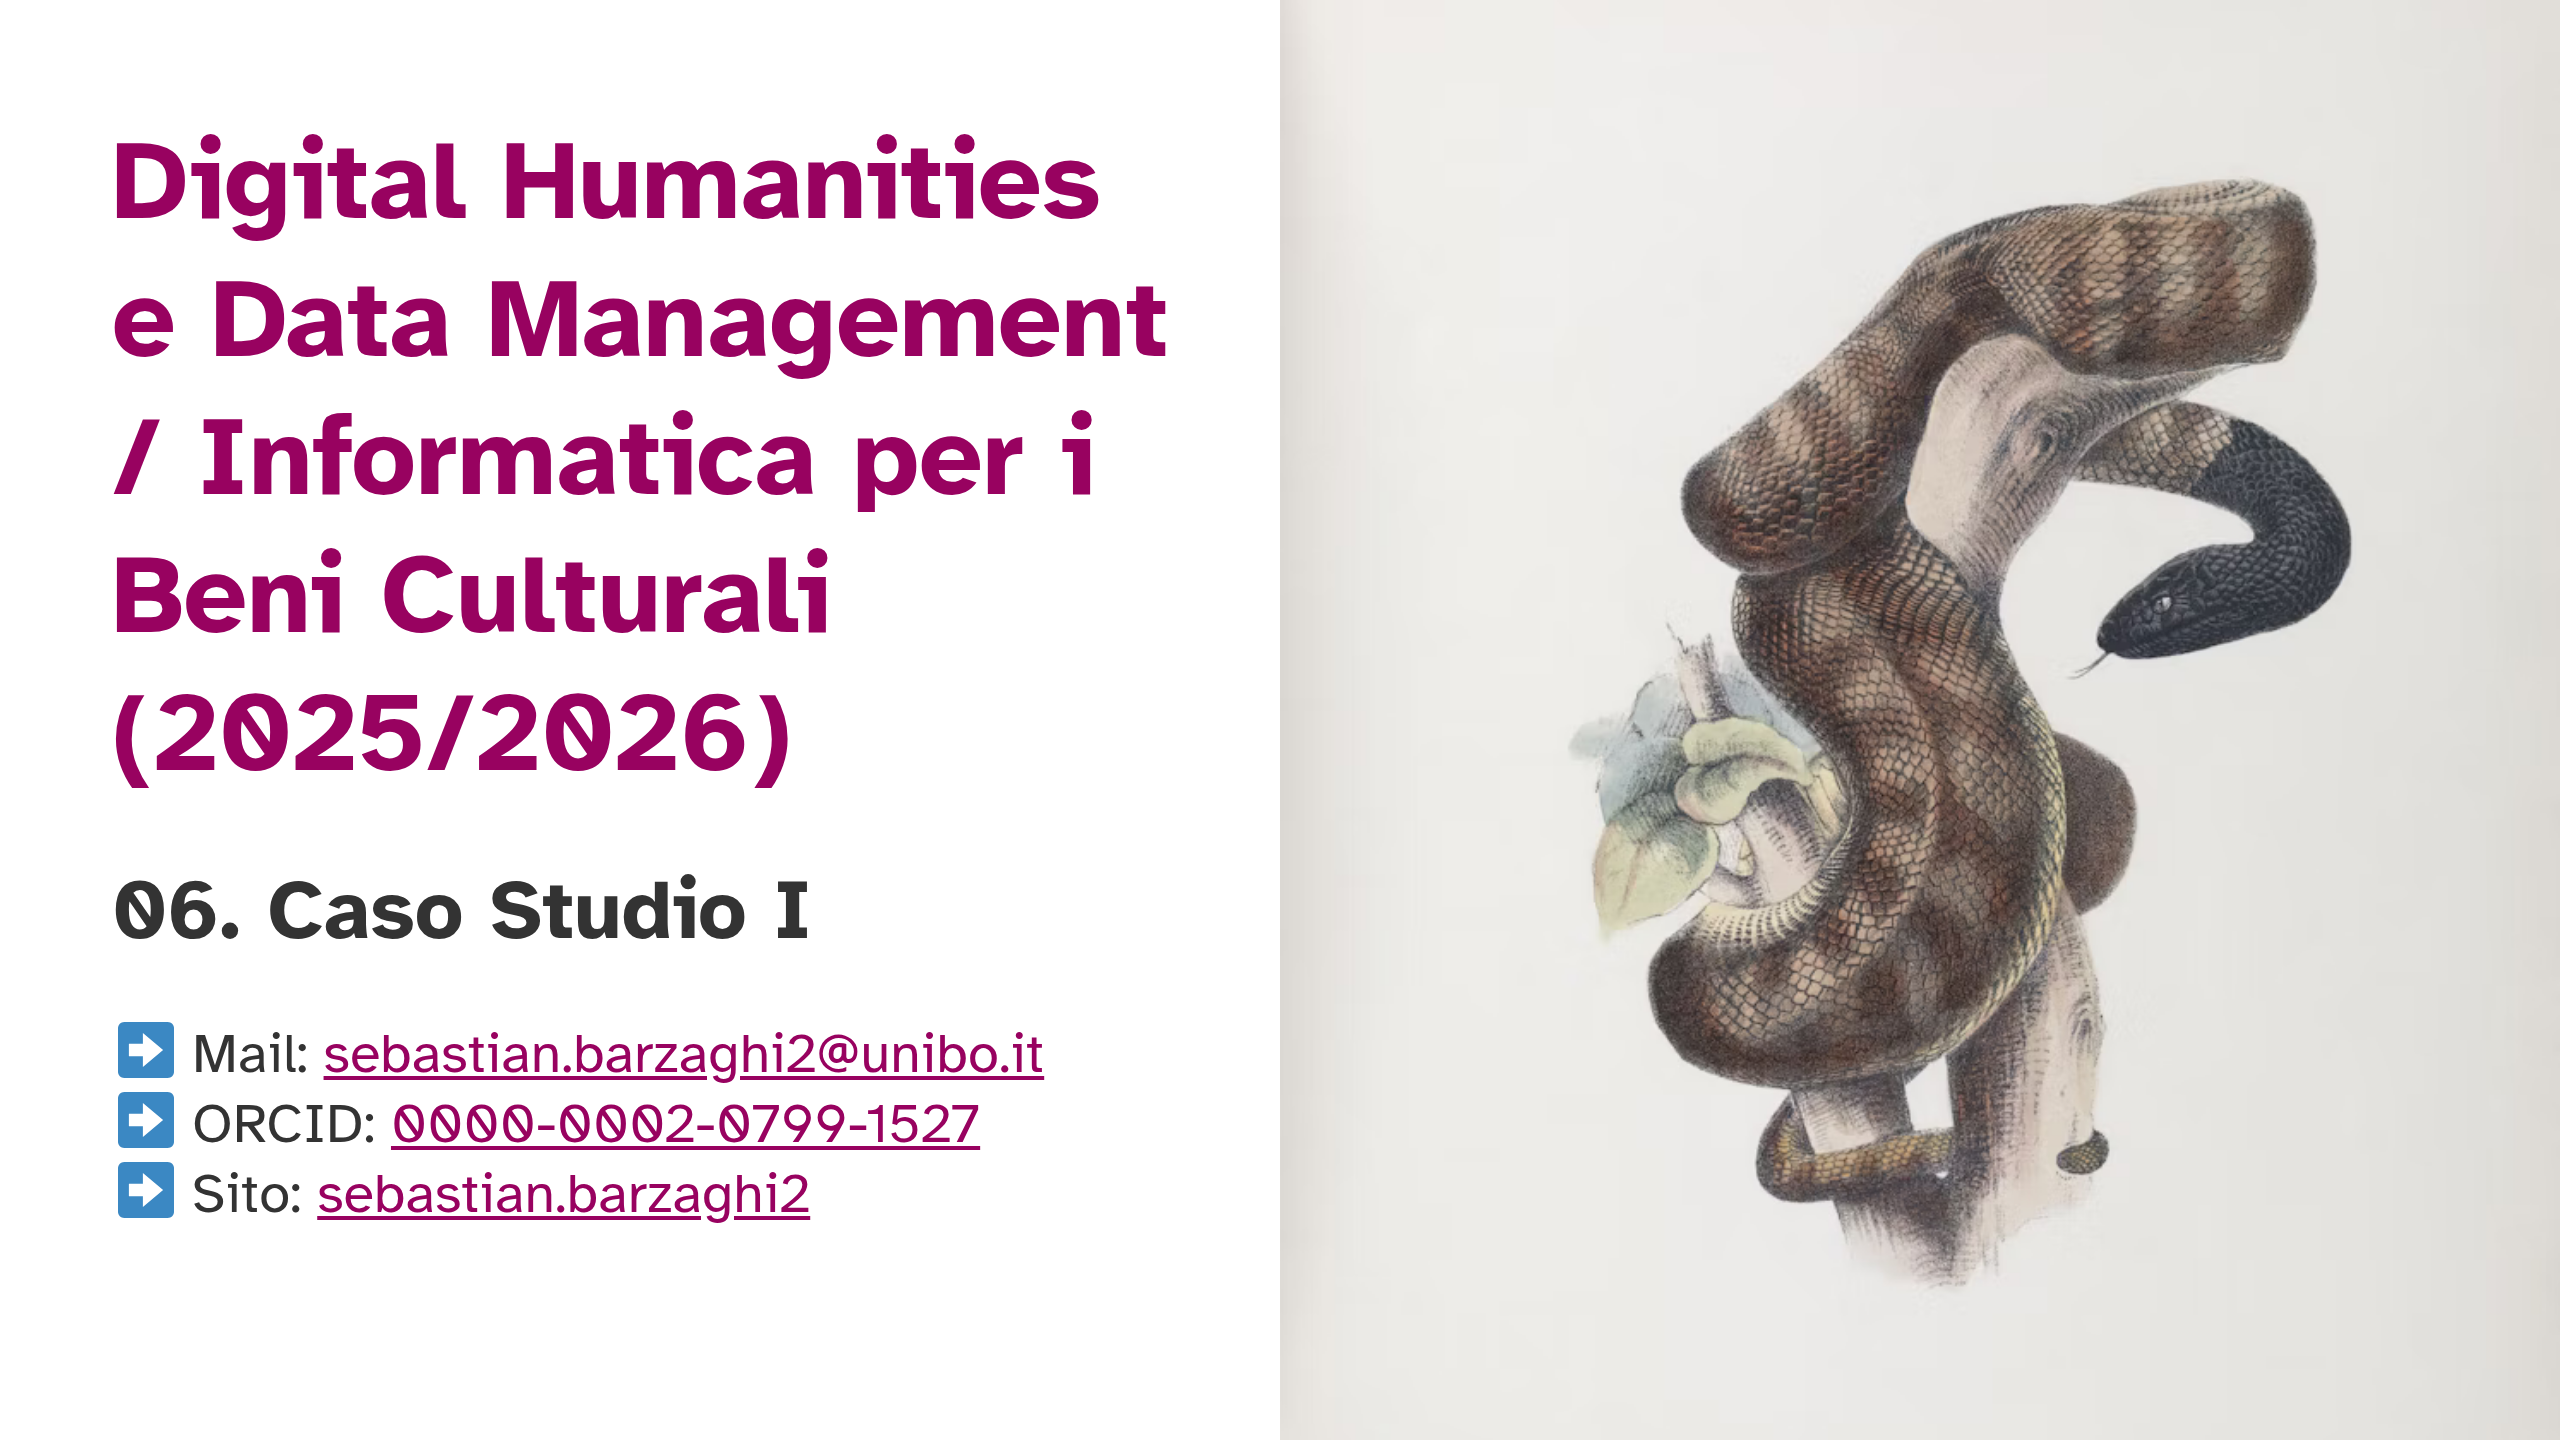 Digital Humanities
e Data Management
/ Informatica per i
Beni Culturali
(2025/2026)
06. Caso Studio I
➡️ Mail: sebastian.barzaghi2@unibo.it
➡️ ORCID: 0000-0002-0799-1527
➡️ Sito: sebastian.barzaghi2